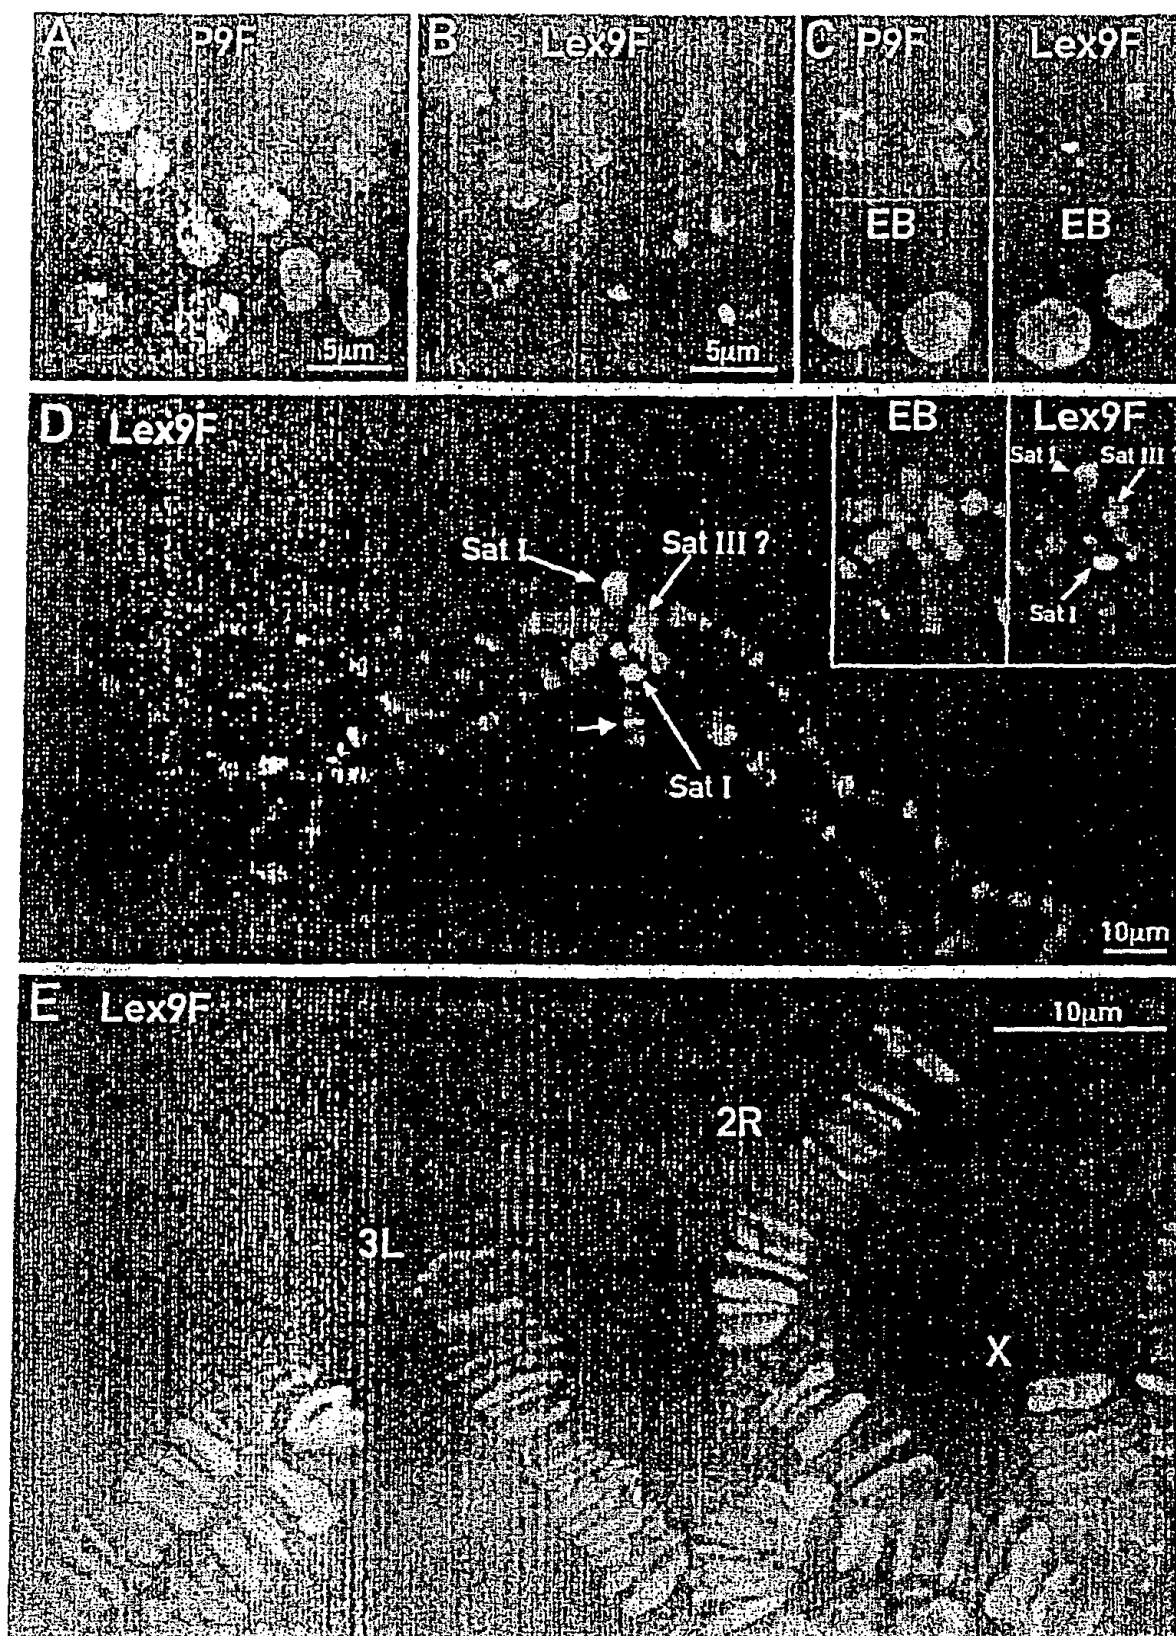 A P9F
5µm
B Lex9F
5µm
C P9F Lex9F
EB EB
D Lex9F
Sat I
Sat III ?
Sat I
10µm
EB Lex9F
Sat I Sat III ?
Sat I
E Lex9F
10µm
2R
3L
X